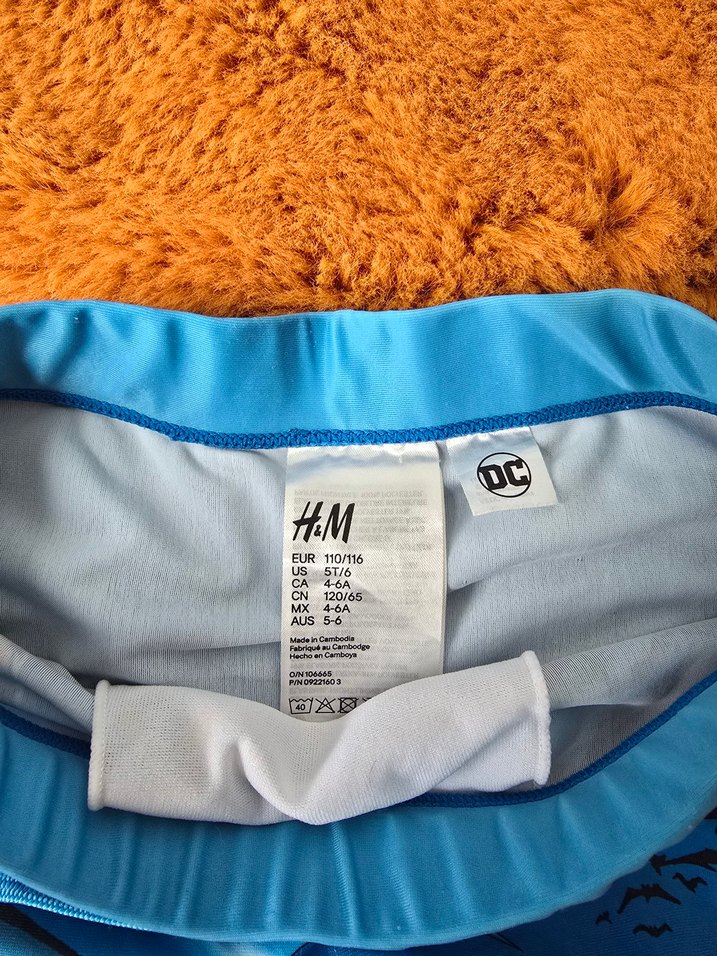 H&M
DC
EUR 110/116
US 5T/6
CA 4-6A
CN 120/65
MX 4-6A
AUS 5-6
Made in Cambodia
Fabriqué au Cambodge
Hecho en Camboya
O/N 106665
P/N 0922160 3
40